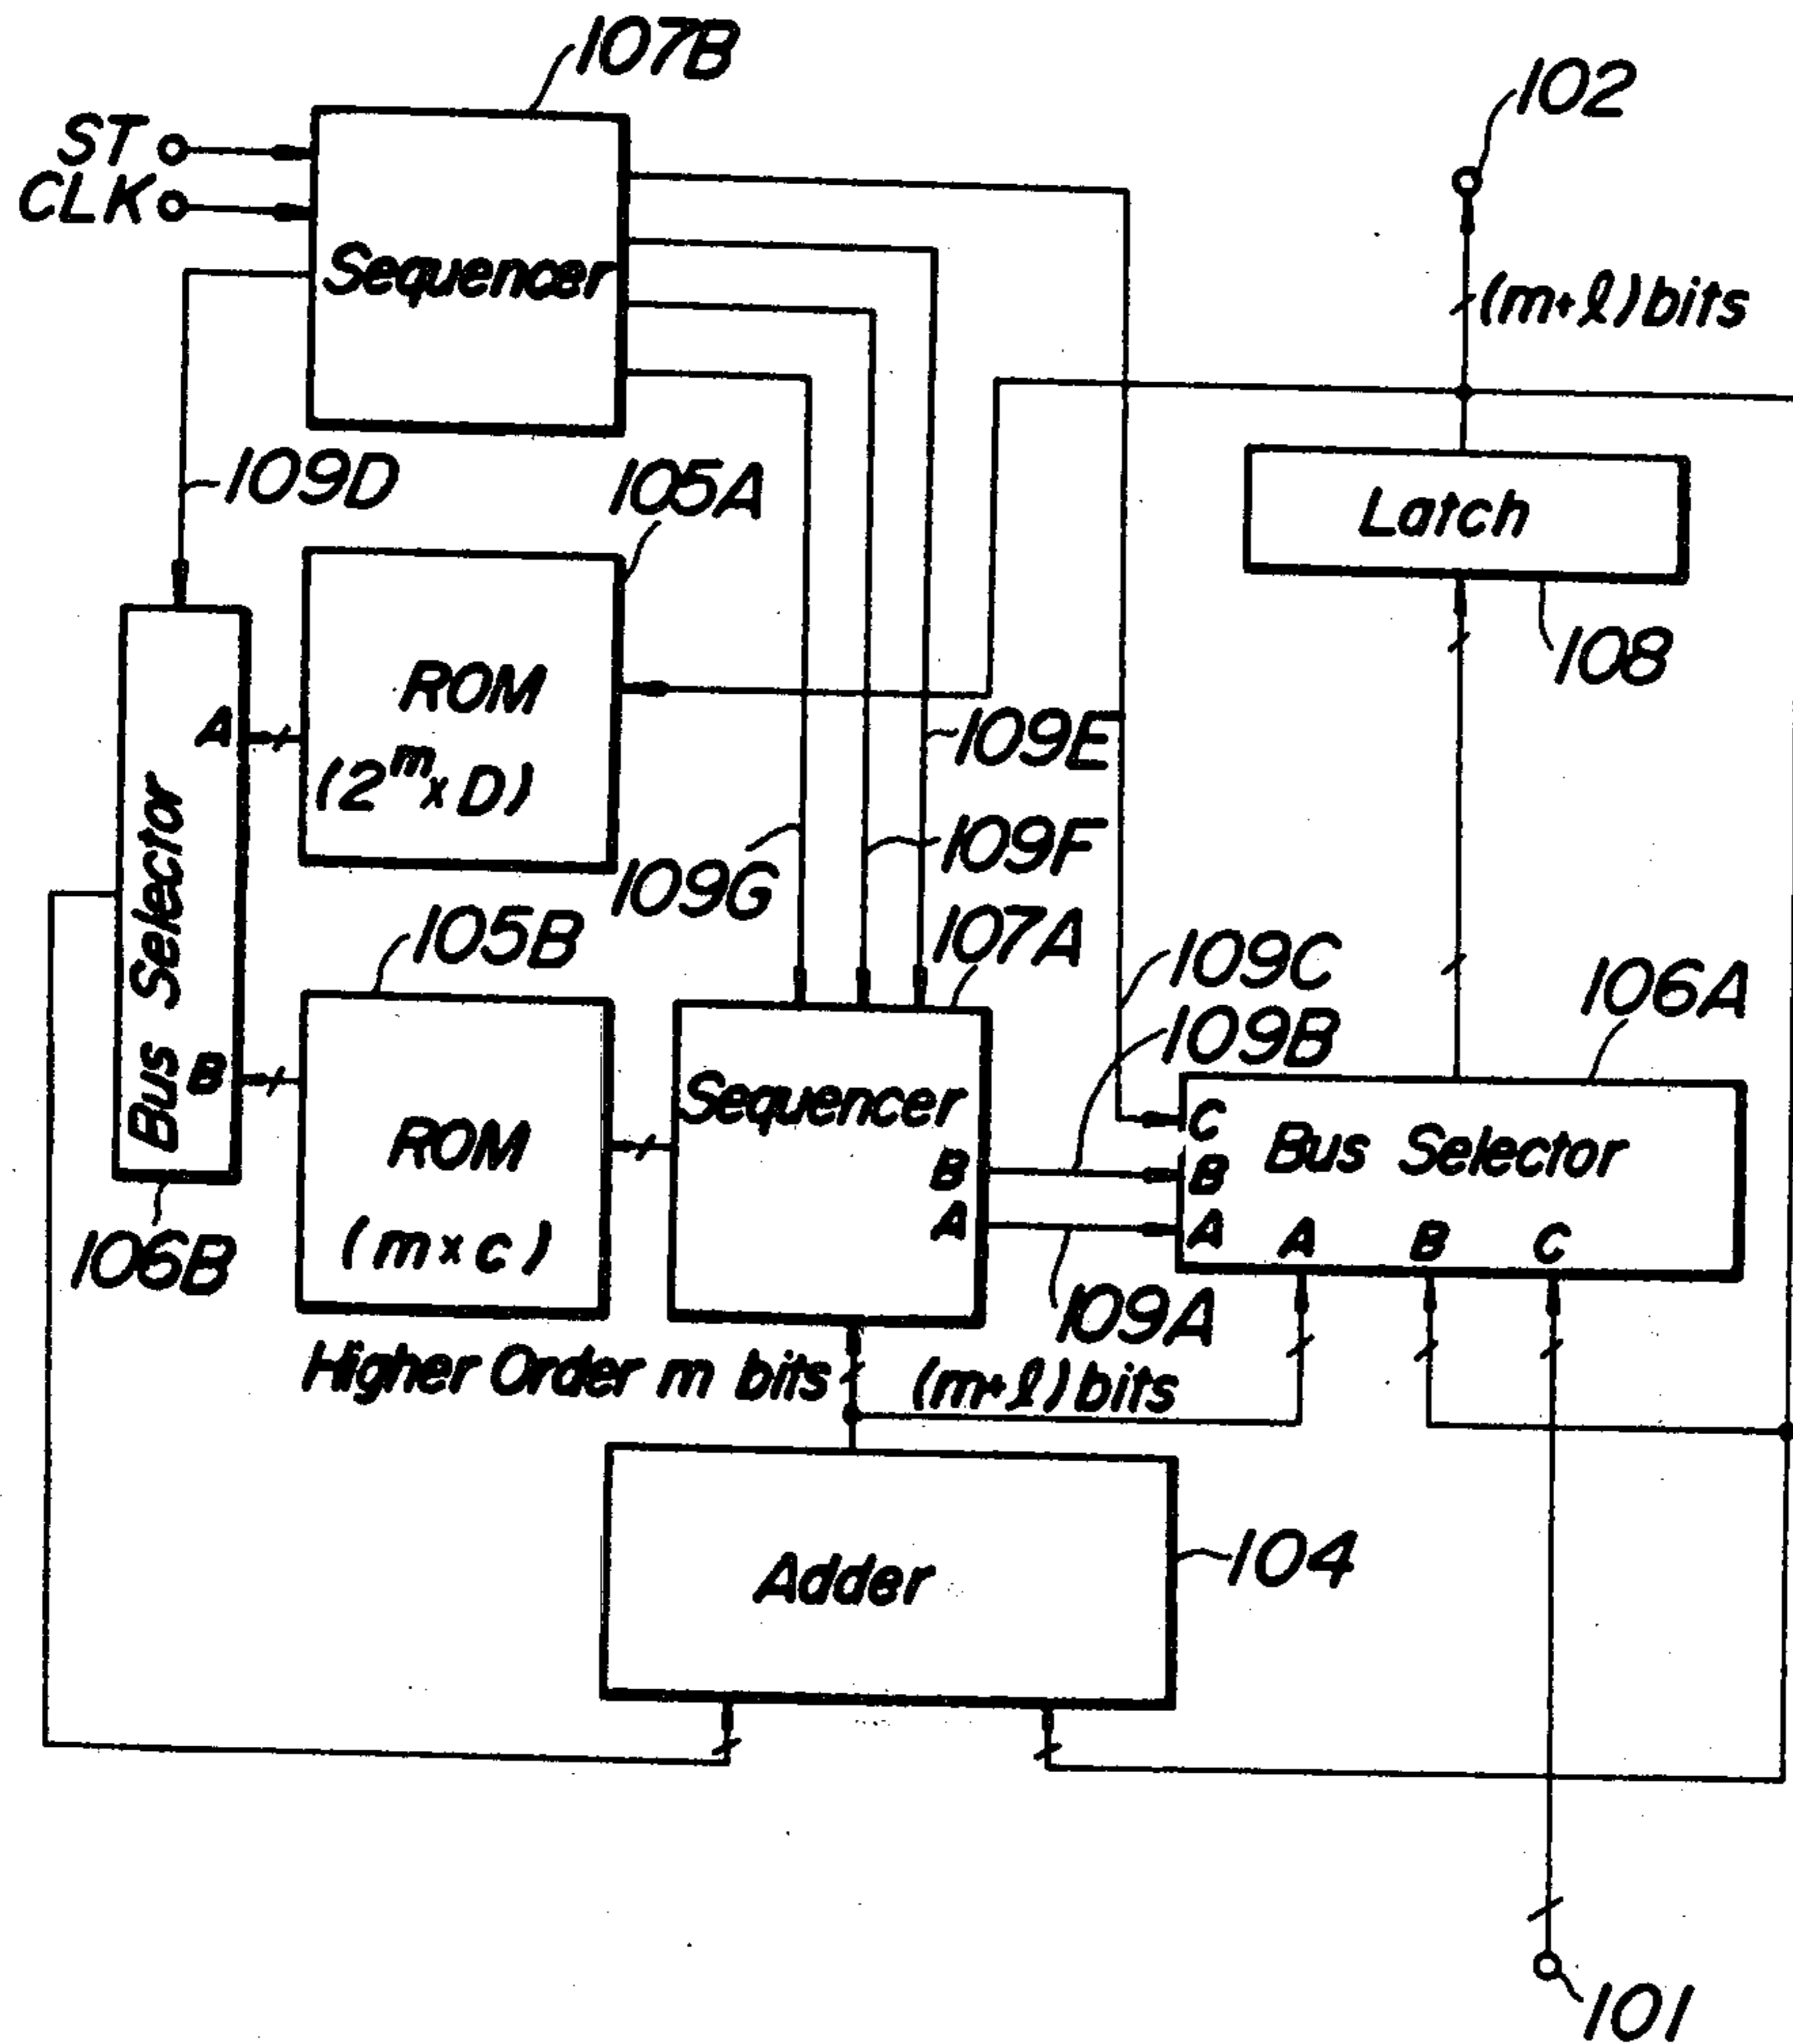 107B
102
ST
CLK
Sequencer
(m+ℓ)bits
109D
105A
Latch
108
ROM
(2^m x D)
A
109E
109F
109G
Bus Selector
105B
107A
109C
109B
106A
B
ROM
(m x c)
Sequencer
B
A
C
B
A
Bus Selector
A
B
C
106B
109A
Higher Order m bits
(m+ℓ)bits
Adder
104
101